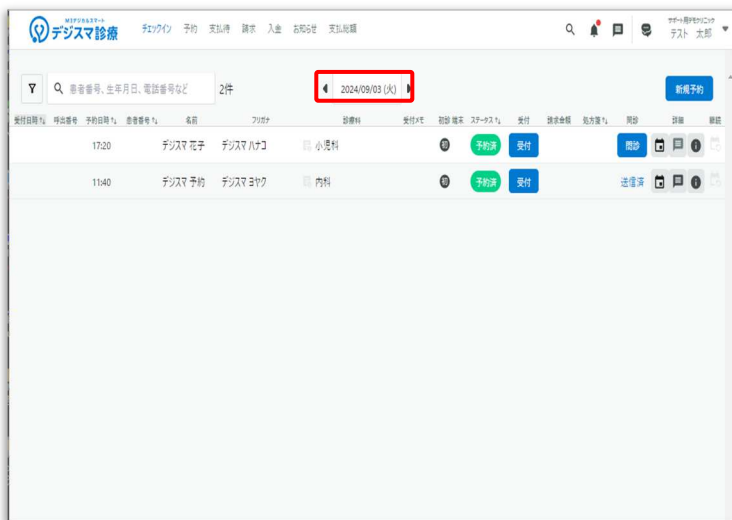 M3デジカルスマート
デジスマ診療 チェックイン 予約 支払待 請求 入金 お知らせ 支払総額 サポート用デモクリニック テスト 太郎
患者番号、生年月日、電話番号など 2件 2024/09/03 (火) 新規予約
受付日時 呼出番号 予約日時 患者番号 名前 フリガナ 診療科 受付メモ 初診 端末 ステータス 受付 請求金額 処方箋 問診 詳細 継続
17:20 デジスマ 花子 デジスマ ハナコ 小児科 初 予約済 受付 問診
11:40 デジスマ 予約 デジスマ ヨヤク 内科 初 予約済 受付 送信済